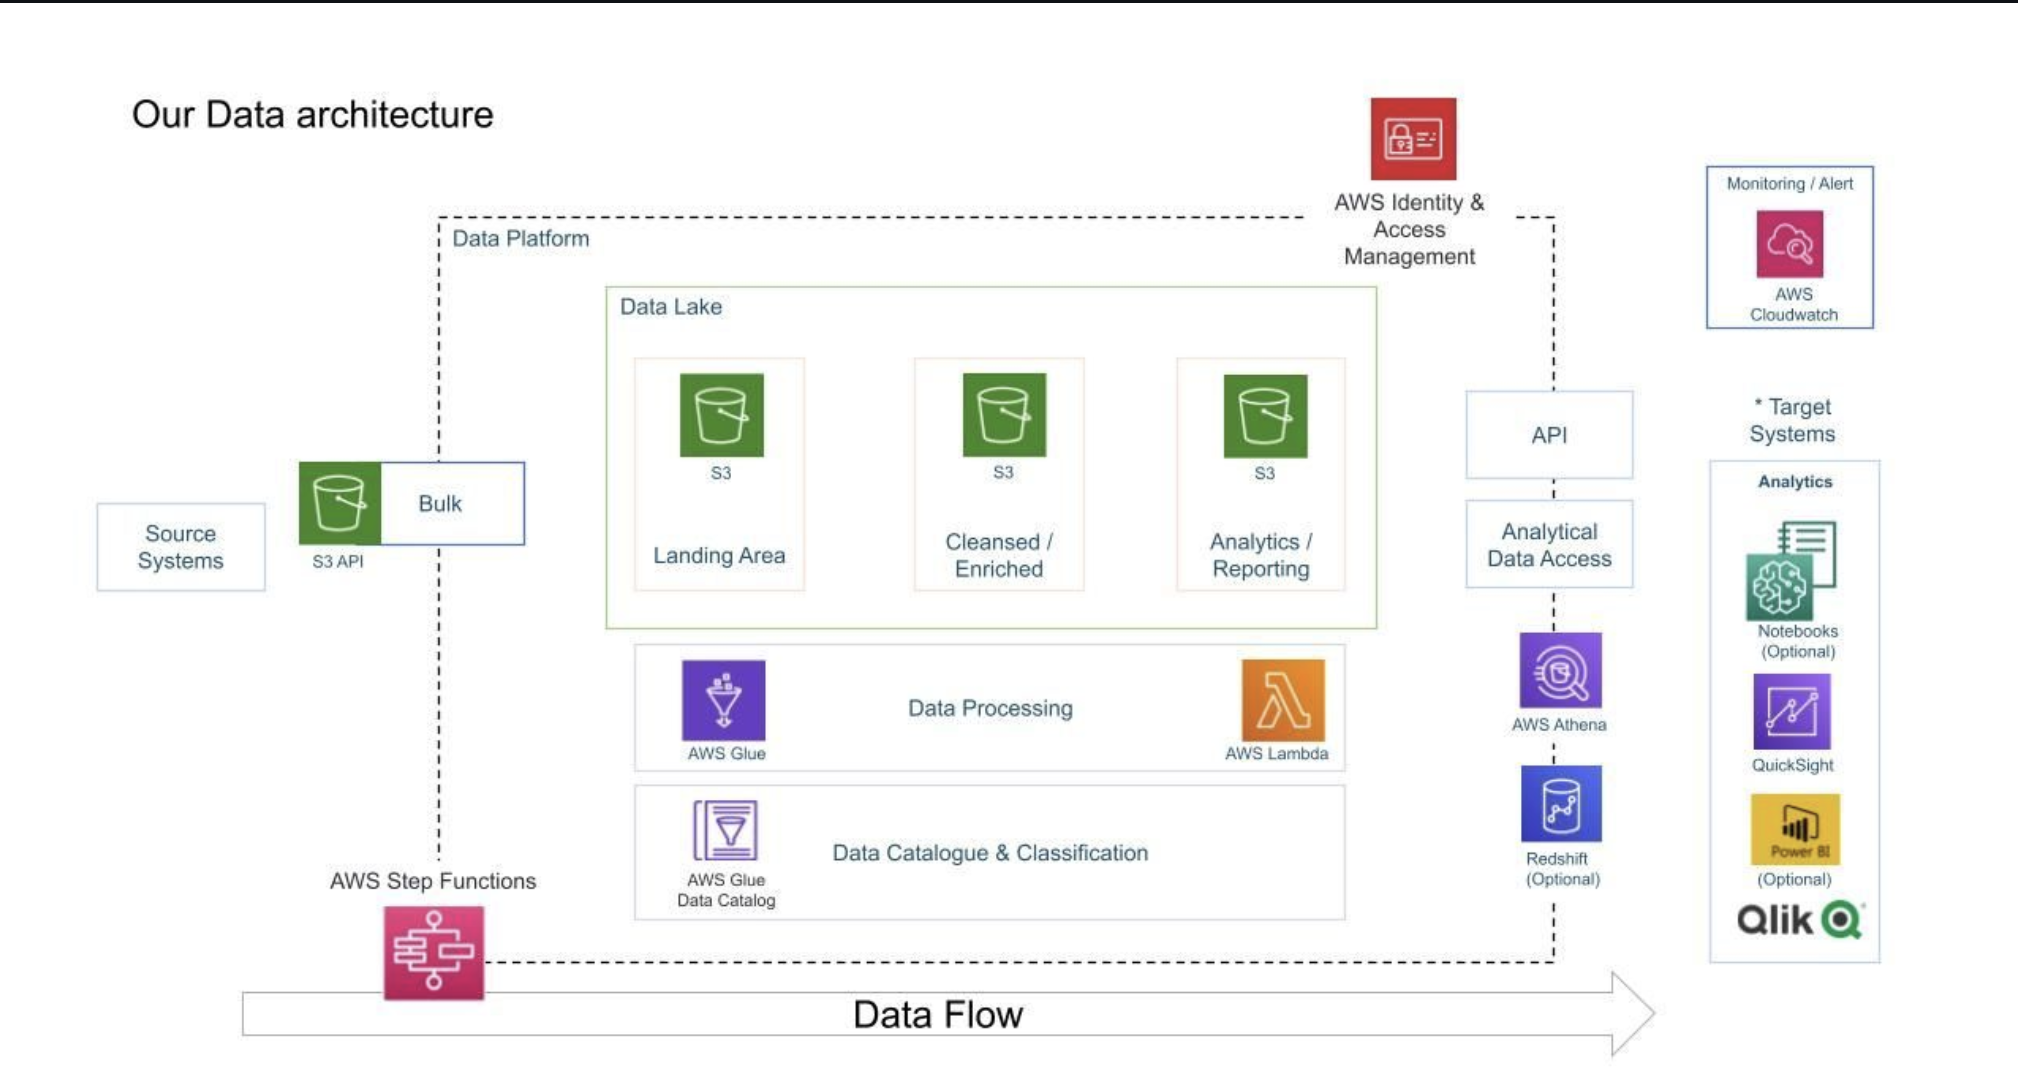 Our Data architecture
AWS Identity &
Access
Management
Monitoring / Alert
AWS
Cloudwatch
Data Platform
Data Lake
S3
Landing Area
S3
Cleansed /
Enriched
S3
Analytics /
Reporting
API
Analytical
Data Access
* Target
Systems
Analytics
Notebooks
(Optional)
QuickSight
Power BI
(Optional)
Qlik
Source
Systems
S3 API
Bulk
AWS Glue
Data Processing
AWS Lambda
AWS Athena
Redshift
(Optional)
AWS Glue
Data Catalog
Data Catalogue & Classification
AWS Step Functions
Data Flow